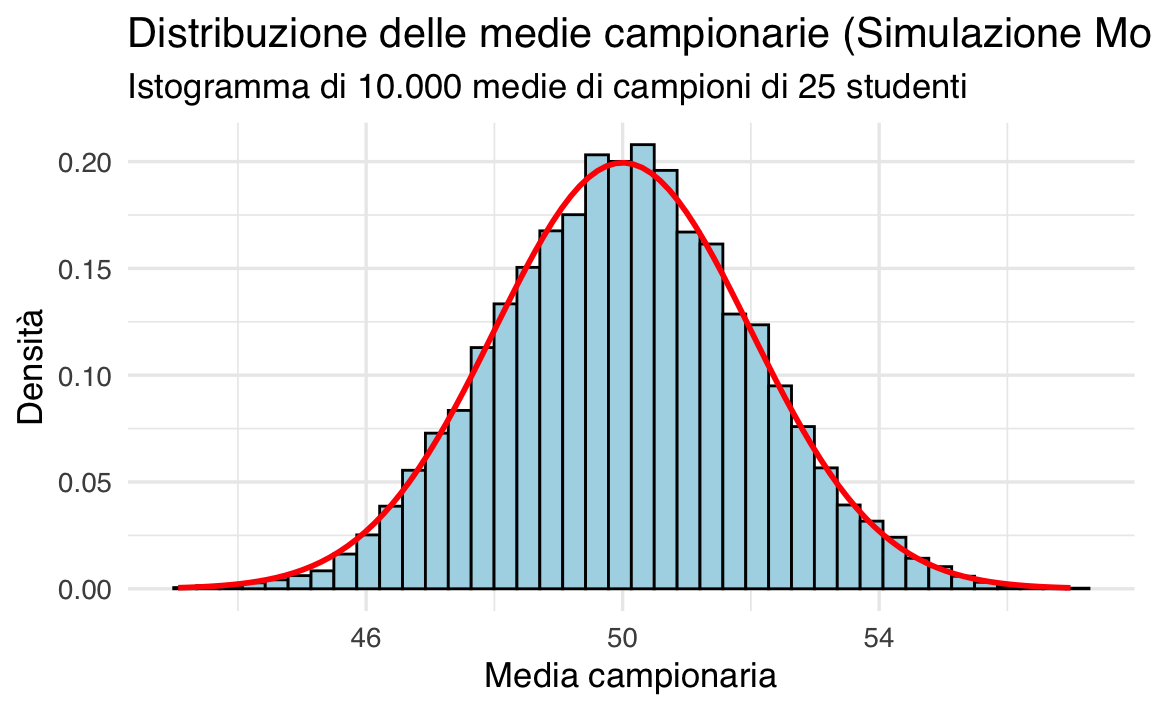 Distribuzione delle medie campionarie (Simulazione Mo
Istogramma di 10.000 medie di campioni di 25 studenti
Densità
0.20
0.15
0.10
0.05
0.00
46 50 54
Media campionaria